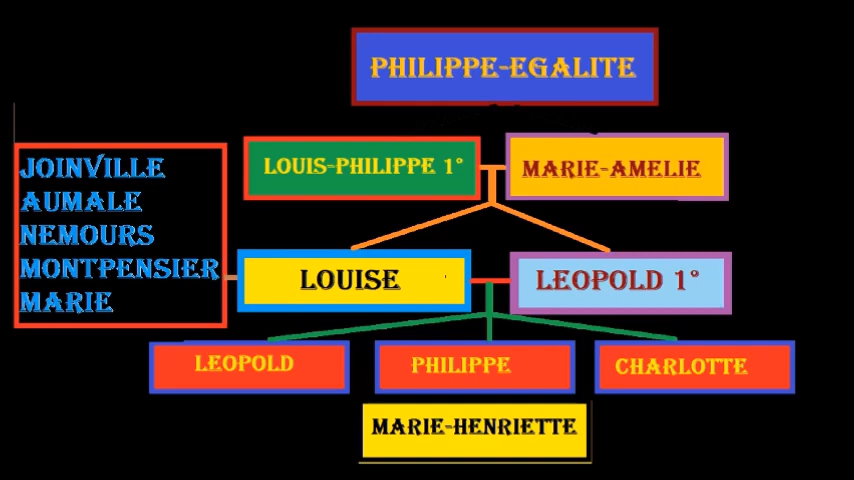 PHILIPPE-EGALITE
LOUIS-PHILIPPE 1°
MARIE-AMELIE
JOINVILLE
AUMALE
NEMOURS
MONTPENSIER
MARIE
LOUISE
LEOPOLD 1°
LEOPOLD
PHILIPPE
CHARLOTTE
MARIE-HENRIETTE